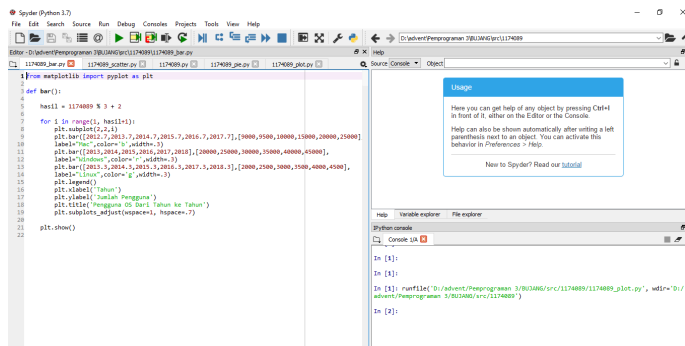 Spyder (Python 3.7)
File Edit Search Source Run Debug Consoles Projects Tools View Help
D:\advent\Pemprograman 3\BUJANG\src\1174089
Editor - D:\advent\Pemprograman 3\BUJANG\src\1174089\1174089_bar.py
1174089_bar.py 1174089_scatter.py 1174089.py 1174089_pie.py 1174089_plot.py
1 from matplotlib import pyplot as plt
2
3 def bar():
4
5 hasil = 1174089 % 3 + 2
6
7 for i in range(1, hasil+1):
8 plt.subplot(2,2,i)
9 plt.bar([2012.7,2013.7,2014.7,2015.7,2016.7,2017.7],[9000,9500,10000,15000,20000,25000]
10 label="Mac",color='b',width=.3)
11 plt.bar([2013,2014,2015,2016,2017,2018],[20000,25000,30000,35000,40000,45000],
12 label="Windows",color='r',width=.3)
13 plt.bar([2013.3,2014.3,2015.3,2016.3,2017.3,2018.3],[2000,2500,3000,3500,4000,4500],
14 label="Linux",color='g',width=.3)
15 plt.legend()
16 plt.xlabel('Tahun')
17 plt.ylabel('Jumlah Pengguna')
18 plt.title('Pengguna OS Dari Tahun ke Tahun')
19 plt.subplots_adjust(wspace=1, hspace=.7)
20
21 plt.show()
22
Help
Source Console Object
Usage
Here you can get help of any object by pressing Ctrl+I
in front of it, either on the Editor or the Console.
Help can also be shown automatically after writing a left
parenthesis next to an object. You can activate this
behavior in Preferences > Help.
New to Spyder? Read our tutorial
Help Variable explorer File explorer
IPython console
Console 1/A
In [1]:
In [1]:
In [1]: runfile('D:/advent/Pemprograman 3/BUJANG/src/1174089/1174089_plot.py', wdir='D:/
advent/Pemprograman 3/BUJANG/src/1174089')
In [2]: